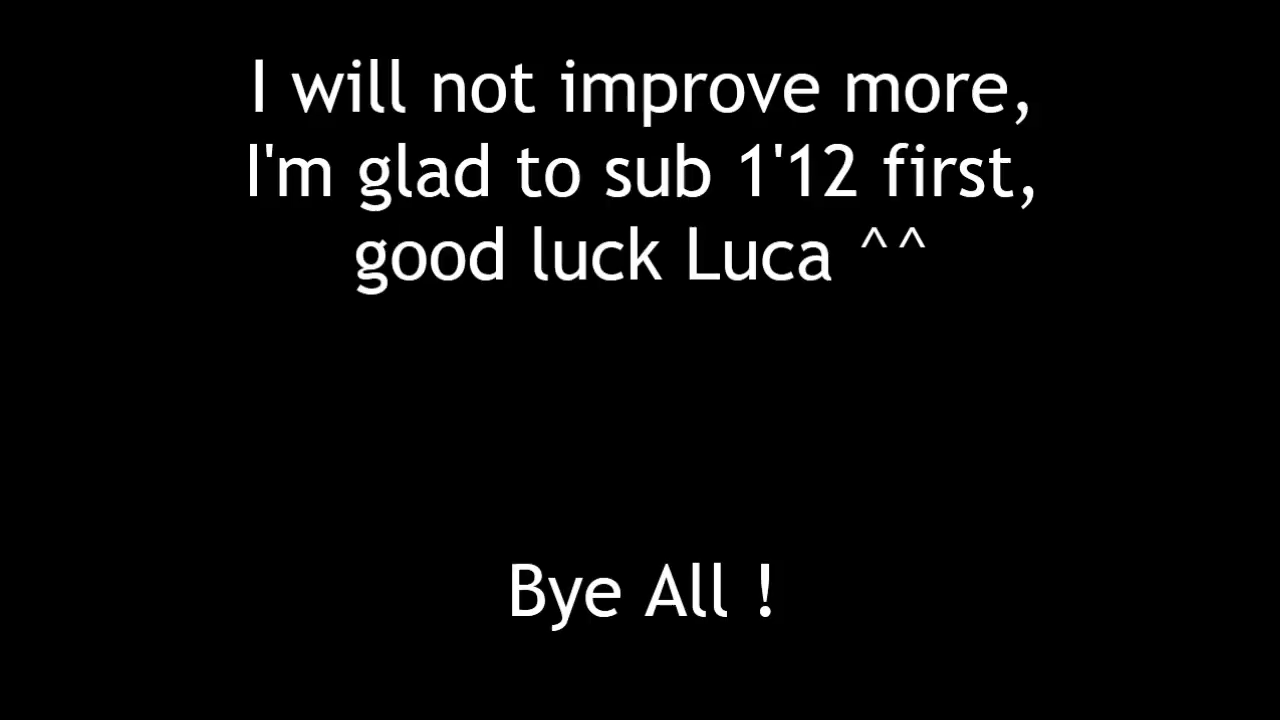 I will not improve more,
I'm glad to sub 1'12 first,
good luck Luca ^^
Bye All !